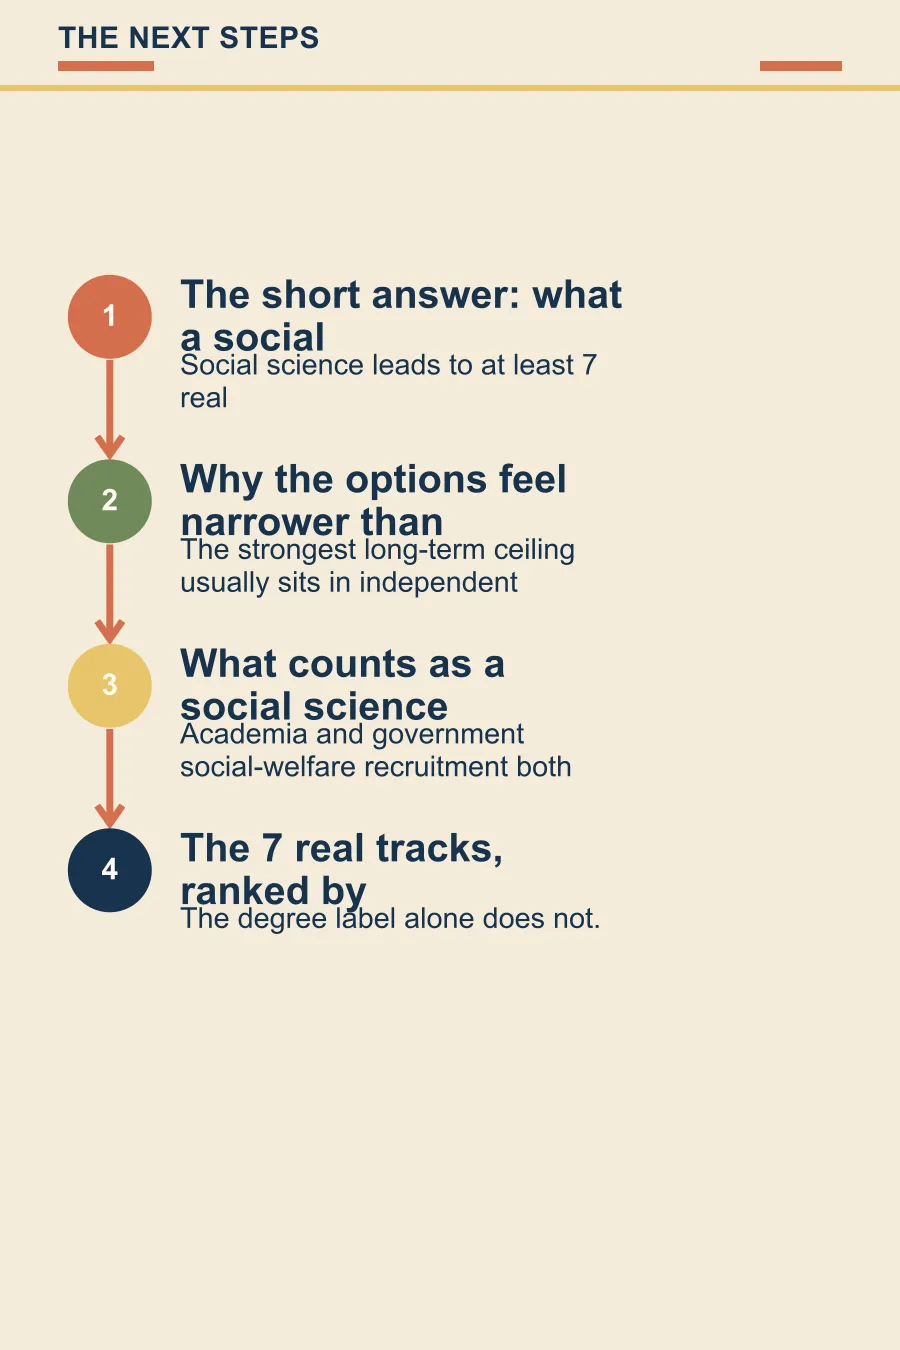 THE NEXT STEPS
1
The short answer: what
a social
Social science leads to at least 7
real
2
Why the options feel
narrower than
The strongest long-term ceiling
usually sits in independent
3
What counts as a
social science
Academia and government
social-welfare recruitment both
4
The 7 real tracks,
ranked by
The degree label alone does not.